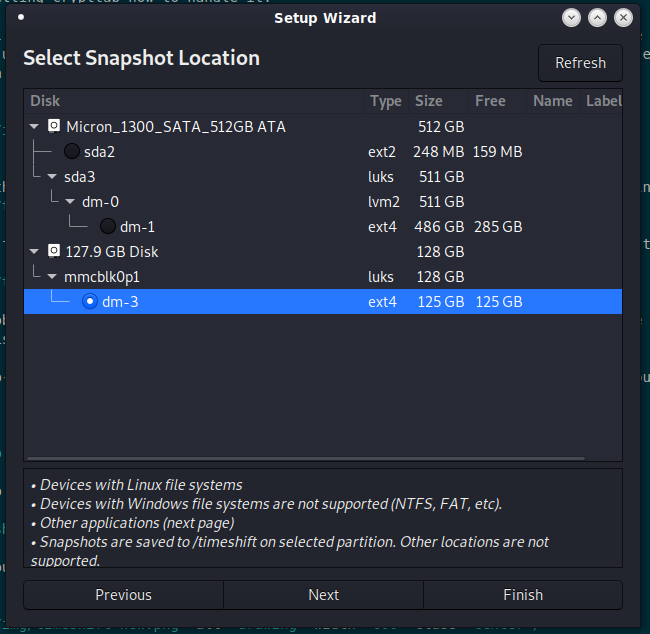 Setup Wizard
Select Snapshot Location
Refresh
Disk Type Size Free Name Label
Micron_1300_SATA_512GB ATA 512 GB
sda2 ext2 248 MB 159 MB
sda3 luks 511 GB
dm-0 lvm2 511 GB
dm-1 ext4 486 GB 285 GB
127.9 GB Disk 128 GB
mmcblk0p1 luks 128 GB
dm-3 ext4 125 GB 125 GB
• Devices with Linux file systems
• Devices with Windows file systems are not supported (NTFS, FAT, etc).
• Other applications (next page)
• Snapshots are saved to /timeshift on selected partition. Other locations are not
supported.
Previous Next Finish